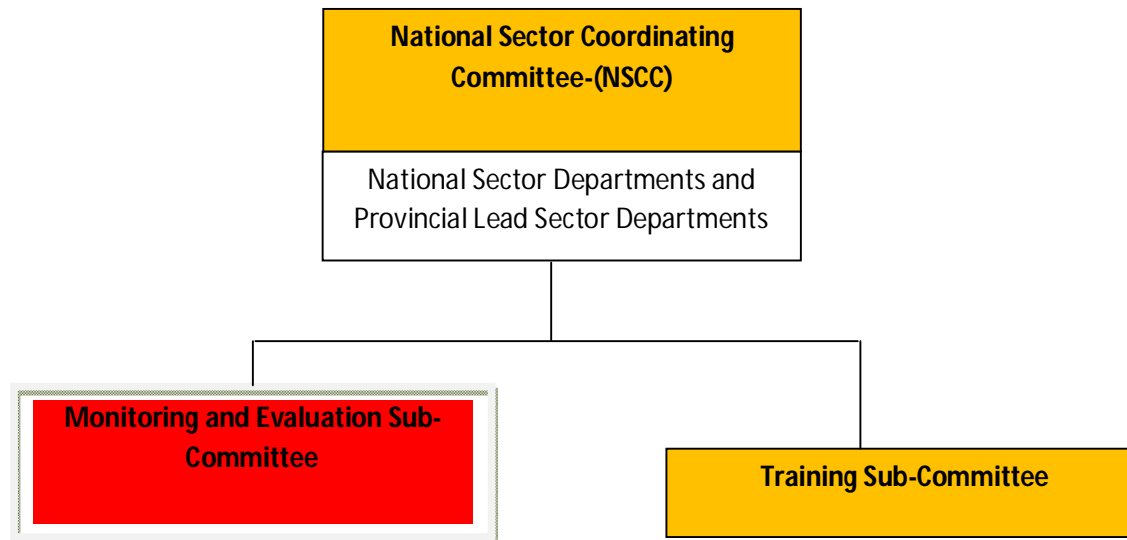 National Sector Coordinating
Committee-(NSCC)
National Sector Departments and
Provincial Lead Sector Departments
Monitoring and Evaluation Sub-
Committee
Training Sub-Committee